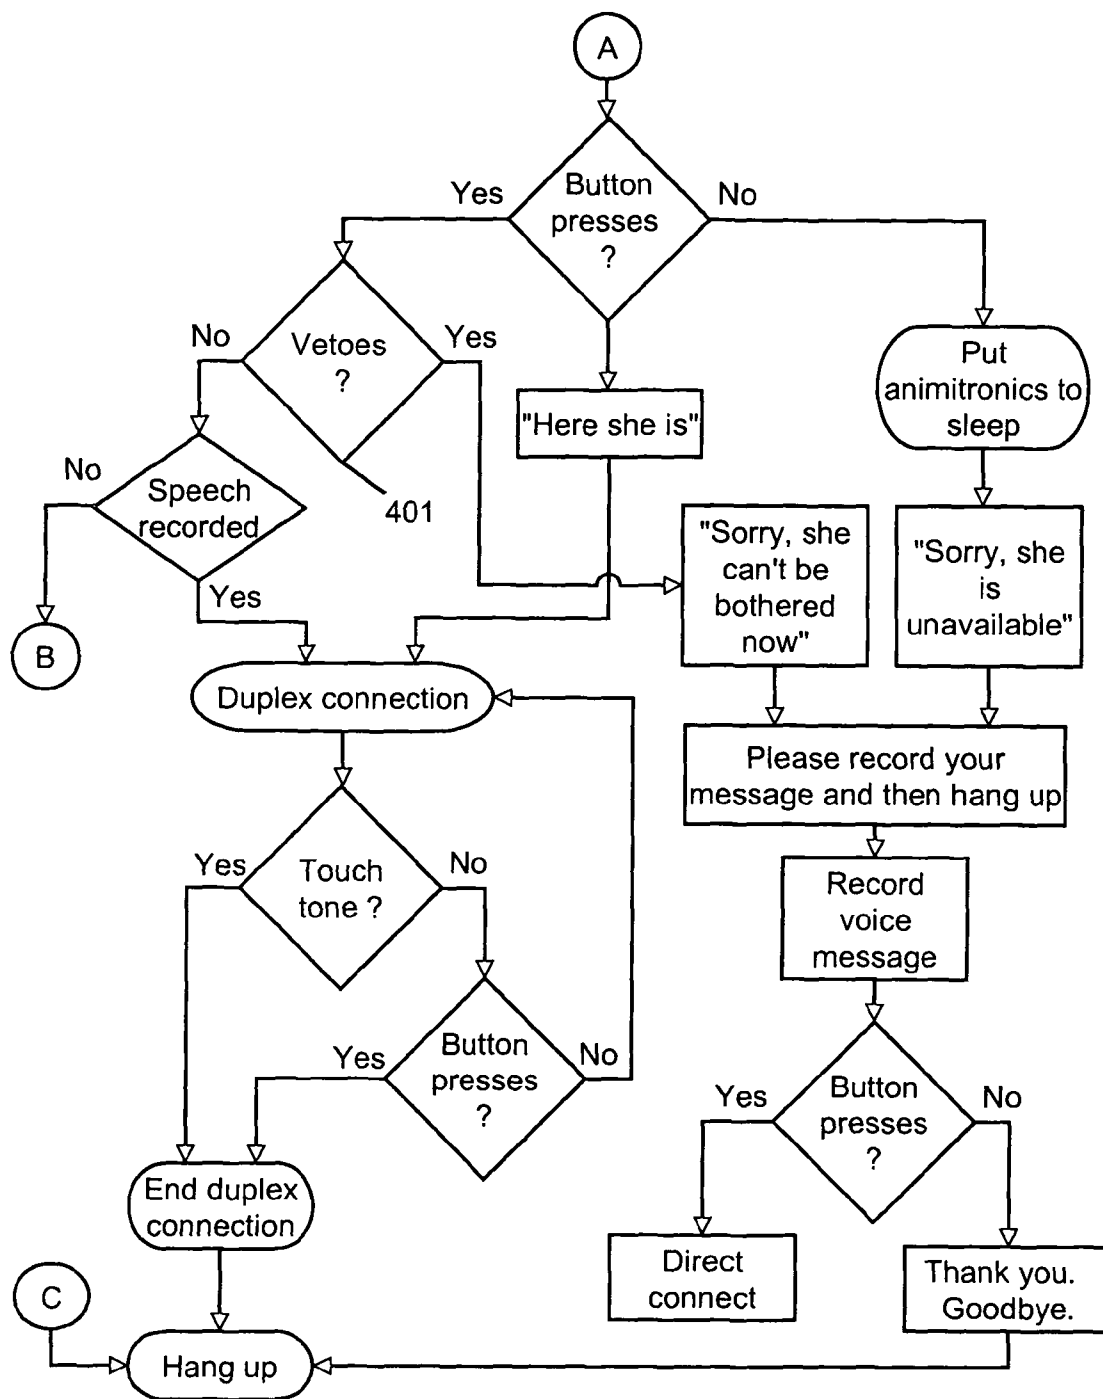 A
Yes
Button
presses
?
No
No
Vetoes
?
Yes
"Here she is"
Put
animitronics to
sleep
No
Speech
recorded
401
"Sorry, she
can't be
bothered
now"
"Sorry, she
is
unavailable"
Yes
B
Duplex connection
Please record your
message and then hang up
Yes
Touch
tone ?
No
Record
voice
message
Yes
Button
presses
?
No
Yes
Button
presses
?
No
End duplex
connection
Direct
connect
Thank you.
Goodbye.
C
Hang up